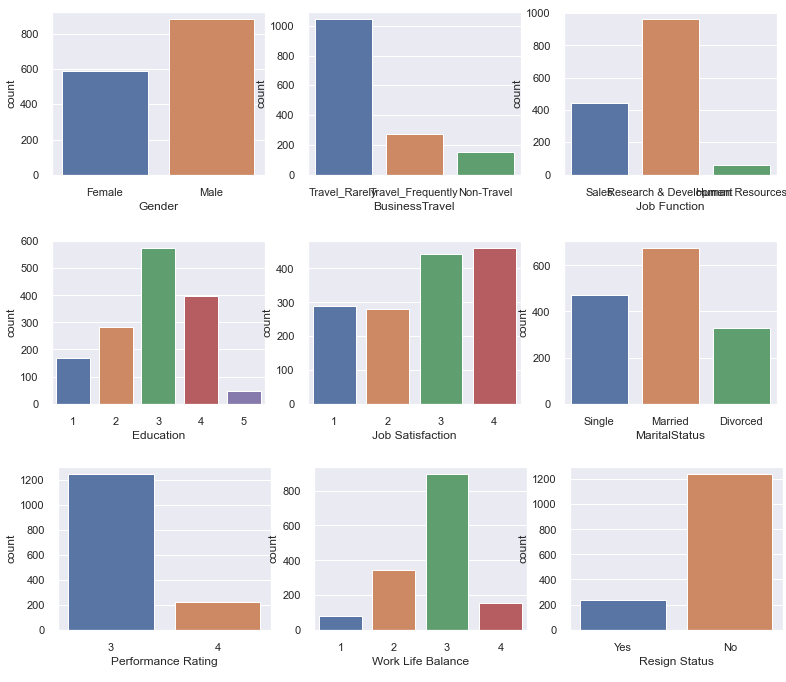 count
800
600
400
200
0
Female Male
Gender
count
1000
800
600
400
200
0
Travel_Rarely Travel_Frequently Non-Travel
BusinessTravel
count
1000
800
600
400
200
0
Sales Research & Development Human Resources
Job Function
count
600
500
400
300
200
100
0
1 2 3 4 5
Education
count
400
300
200
100
0
1 2 3 4
Job Satisfaction
count
600
400
200
0
Single Married Divorced
MaritalStatus
count
1200
1000
800
600
400
200
0
3 4
Performance Rating
count
800
600
400
200
0
1 2 3 4
Work Life Balance
count
1200
1000
800
600
400
200
0
Yes No
Resign Status